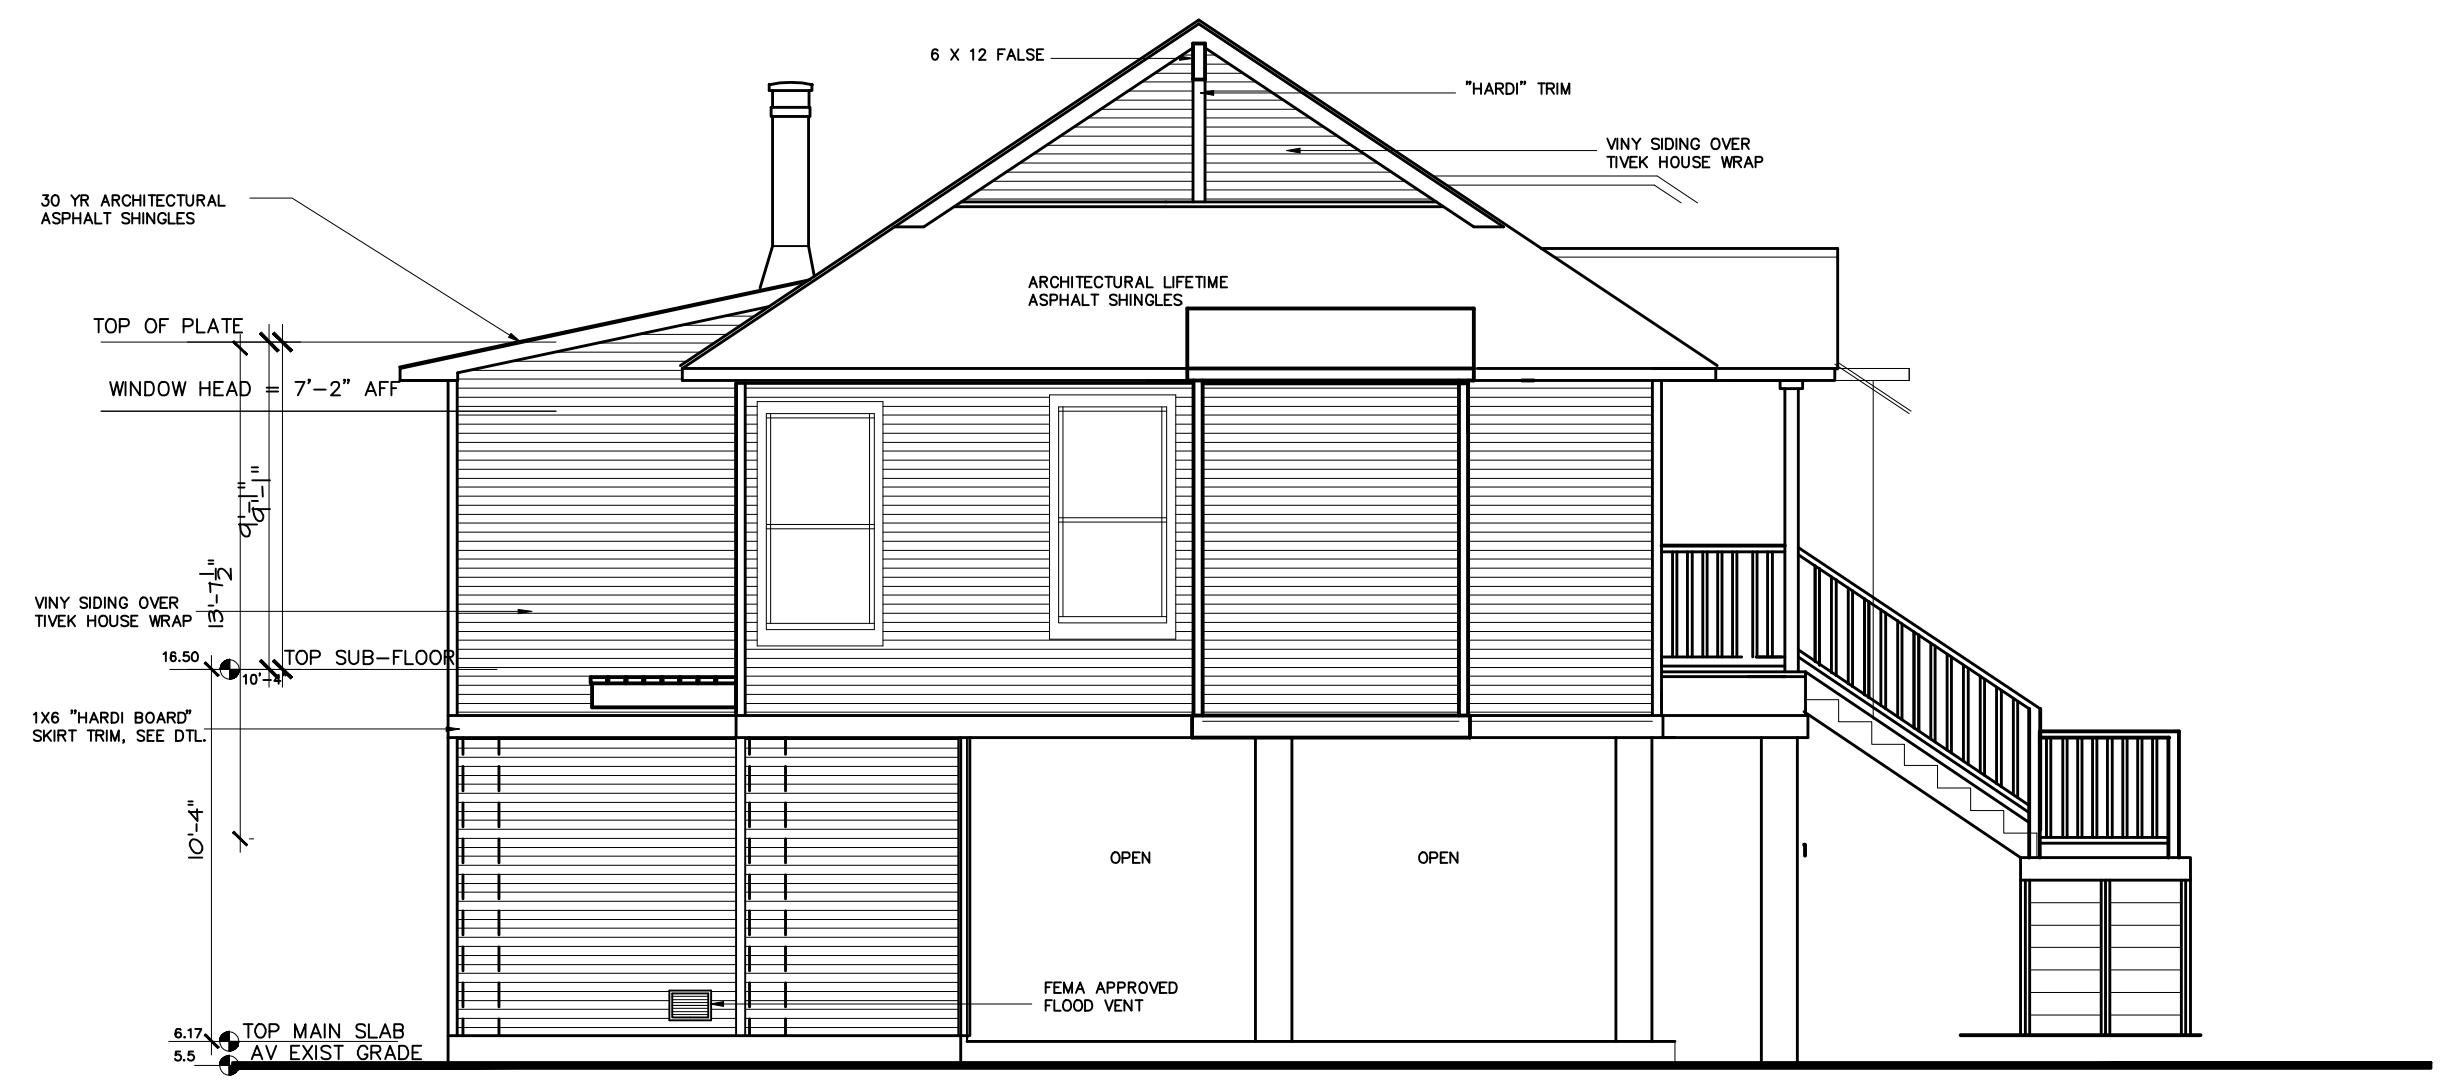 6 X 12 FALSE
"HARDI" TRIM
VINY SIDING OVER
TIVEK HOUSE WRAP
30 YR ARCHITECTURAL
ASPHALT SHINGLES
ARCHITECTURAL LIFETIME
ASPHALT SHINGLES
TOP OF PLATE
WINDOW HEAD = 7'-2" AFF
9'-1"
9'-1"
13'-7 1/2"
VINY SIDING OVER
TIVEK HOUSE WRAP
16.50
TOP SUB-FLOOR
10'-4"
1X6 "HARDI BOARD"
SKIRT TRIM, SEE DTL.
10'-4"
OPEN
OPEN
FEMA APPROVED
FLOOD VENT
6.17
TOP MAIN SLAB
5.5
AV EXIST GRADE